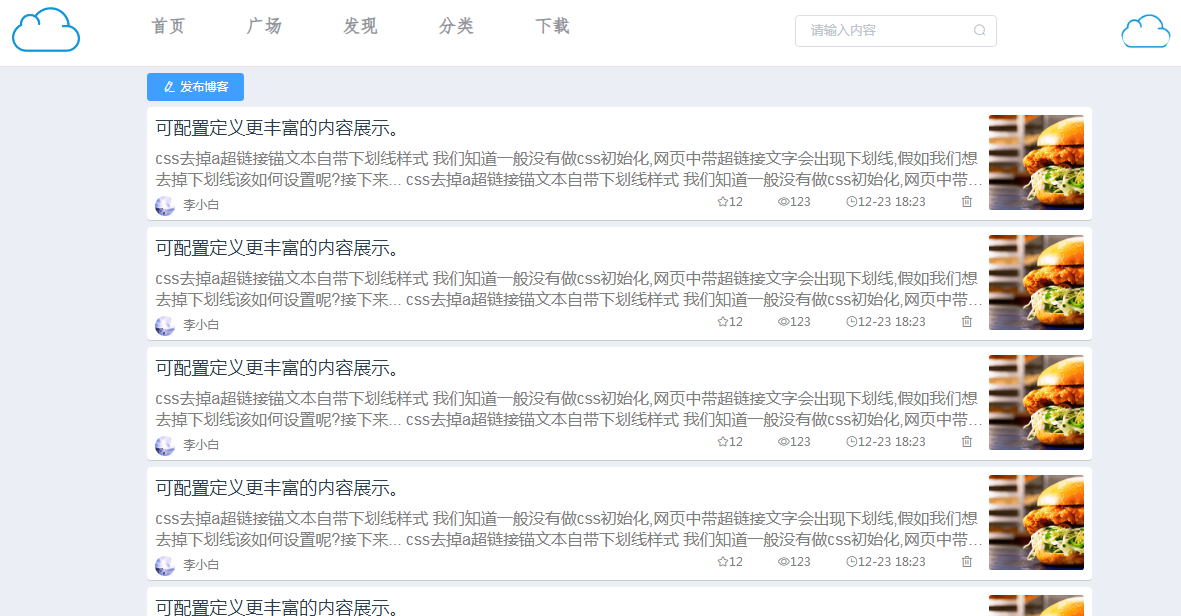 首页 广场 发现 分类 下载 请输入内容
发布博客
可配置定义更丰富的内容展示。
css去掉a超链接锚文本自带下划线样式 我们知道一般没有做css初始化,网页中带超链接文字会出现下划线,假如我们想
去掉下划线该如何设置呢?接下来... css去掉a超链接锚文本自带下划线样式 我们知道一般没有做css初始化,网页中带...
李小白 12 123 12-23 18:23
可配置定义更丰富的内容展示。
css去掉a超链接锚文本自带下划线样式 我们知道一般没有做css初始化,网页中带超链接文字会出现下划线,假如我们想
去掉下划线该如何设置呢?接下来... css去掉a超链接锚文本自带下划线样式 我们知道一般没有做css初始化,网页中带...
李小白 12 123 12-23 18:23
可配置定义更丰富的内容展示。
css去掉a超链接锚文本自带下划线样式 我们知道一般没有做css初始化,网页中带超链接文字会出现下划线,假如我们想
去掉下划线该如何设置呢?接下来... css去掉a超链接锚文本自带下划线样式 我们知道一般没有做css初始化,网页中带...
李小白 12 123 12-23 18:23
可配置定义更丰富的内容展示。
css去掉a超链接锚文本自带下划线样式 我们知道一般没有做css初始化,网页中带超链接文字会出现下划线,假如我们想
去掉下划线该如何设置呢?接下来... css去掉a超链接锚文本自带下划线样式 我们知道一般没有做css初始化,网页中带...
李小白 12 123 12-23 18:23
可配置定义更丰富的内容展示。